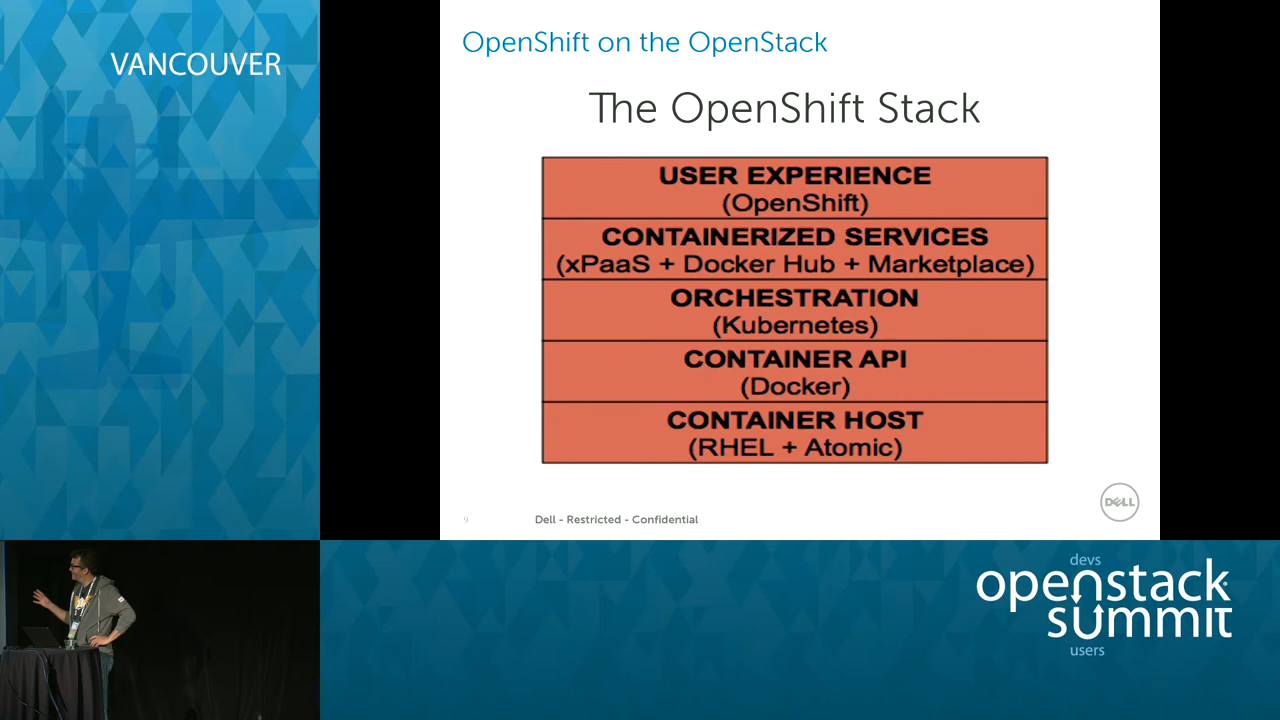 VANCOUVER
OpenShift on the OpenStack
The OpenShift Stack
USER EXPERIENCE
(OpenShift)
CONTAINERIZED SERVICES
(xPaaS + Docker Hub + Marketplace)
ORCHESTRATION
(Kubernetes)
CONTAINER API
(Docker)
CONTAINER HOST
(RHEL + Atomic)
9
Dell - Restricted - Confidential
DELL
devs
openstack
summit
users